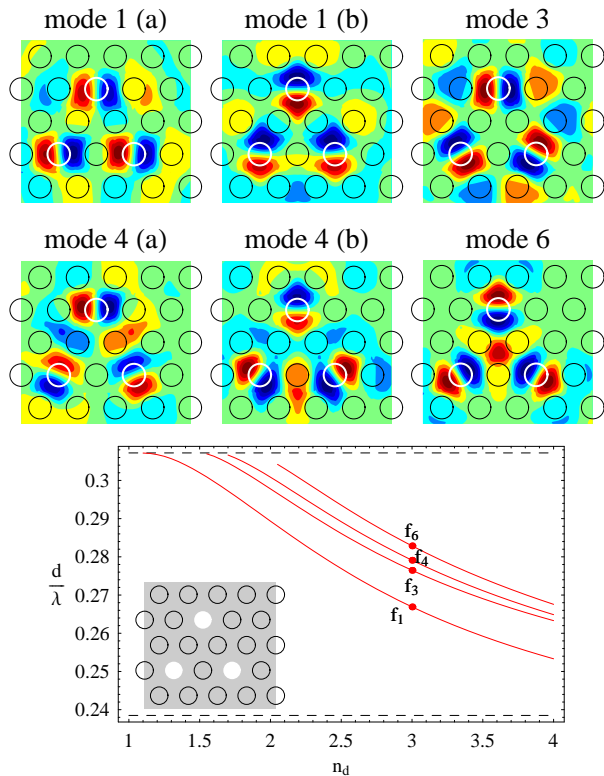 mode 1 (a) mode 1 (b) mode 3
mode 4 (a) mode 4 (b) mode 6
0.3
0.29
0.28
0.27
0.26
0.25
0.24
d
λ
f6
f4
f3
f1
1 1.5 2 2.5 3 3.5 4
nd